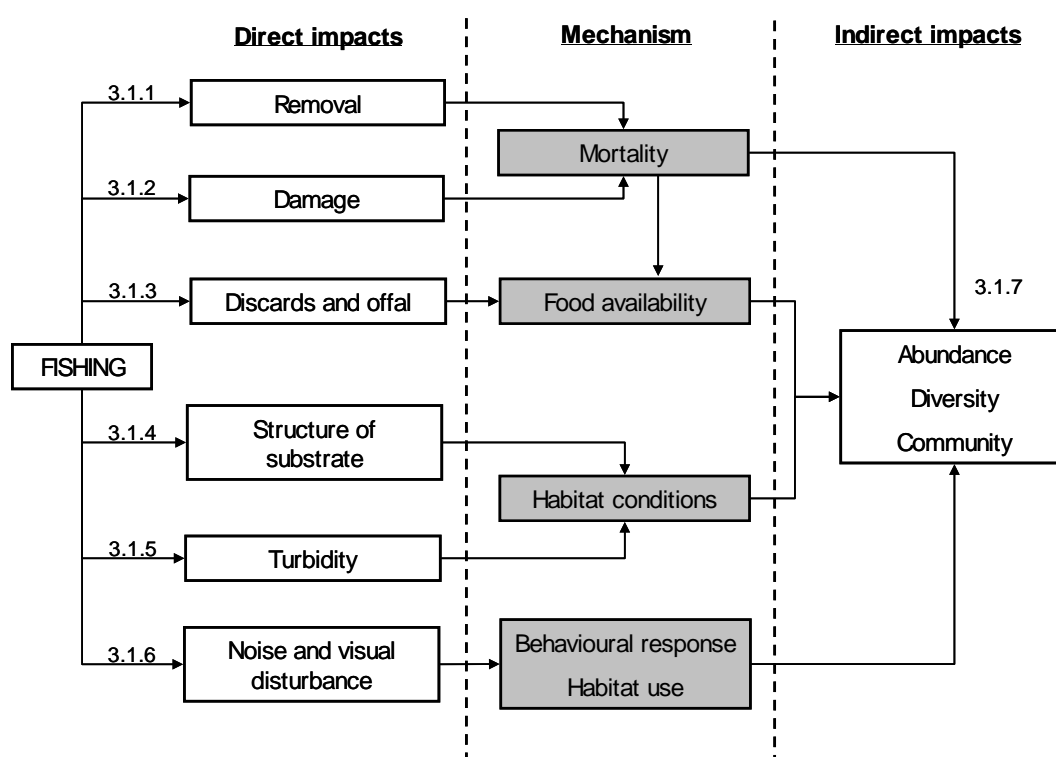 Direct impacts
Mechanism
Indirect impacts
3.1.1
Removal
Mortality
3.1.2
Damage
3.1.3
Discards and offal
Food availability
3.1.7
FISHING
Abundance
Diversity
Community
3.1.4
Structure of
substrate
Habitat conditions
3.1.5
Turbidity
3.1.6
Noise and visual
disturbance
Behavioural response
Habitat use